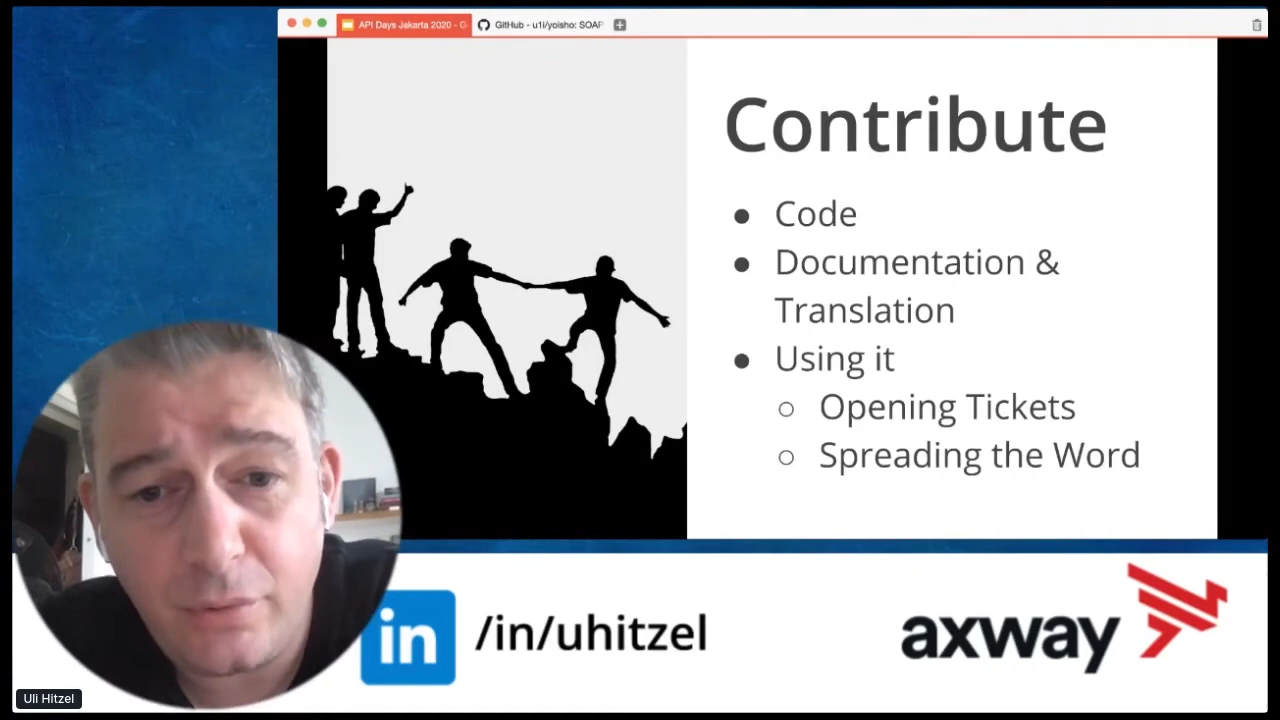 API Days Jakarta 2020 - G
GitHub - u1i/yoisho: SOAP
Contribute
● Code
● Documentation &
Translation
● Using it
○ Opening Tickets
○ Spreading the Word
in /in/uhitzel
axway
Uli Hitzel